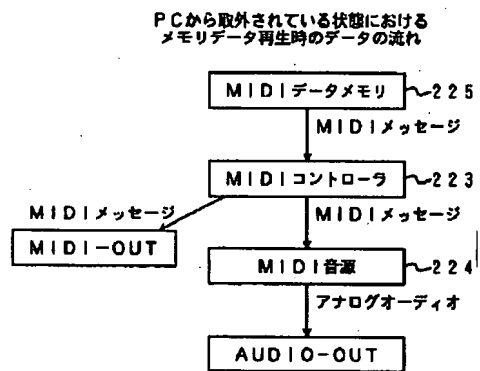 PCから取外されている状態における
メモリデータ再生時のデータの流れ
MIDIデータメモリ 225
MIDIメッセージ
MIDIコントローラ 223
MIDIメッセージ
MIDIメッセージ
MIDI-OUT
MIDI音源 224
アナログオーディオ
AUDIO-OUT